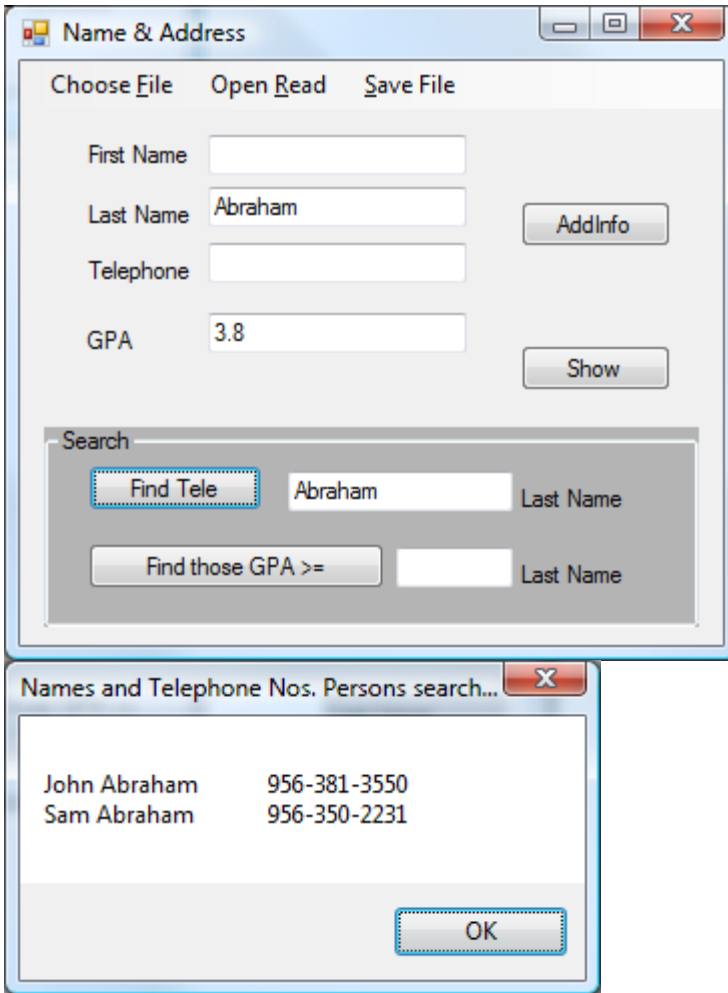 Name & Address
Choose File Open Read Save File
First Name
Last Name Abraham
AddInfo
Telephone
GPA 3.8
Show
Search
Find Tele Abraham Last Name
Find those GPA >= Last Name
Names and Telephone Nos. Persons search...
John Abraham 956-381-3550
Sam Abraham 956-350-2231
OK